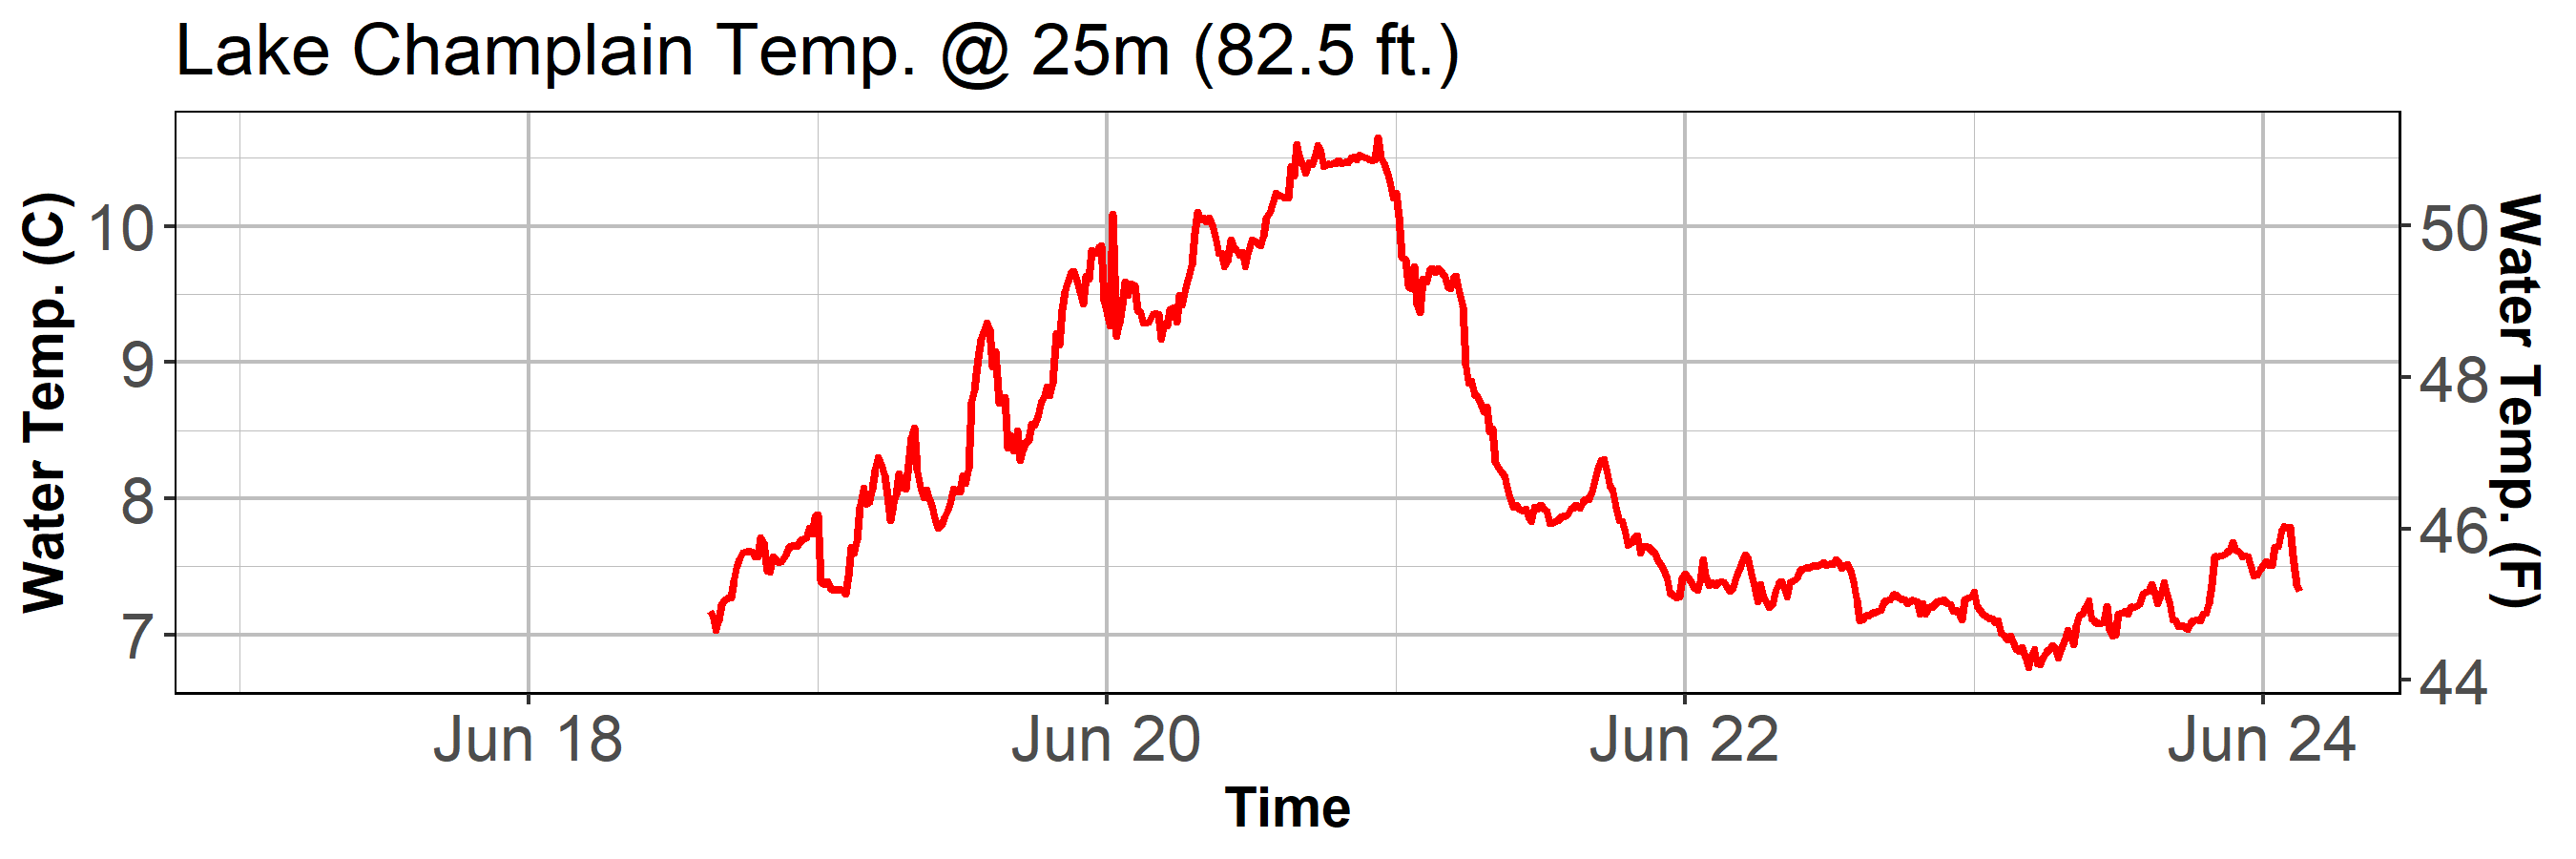 Lake Champlain Temp. @ 25m (82.5 ft.)
Water Temp. (C)
10
9
8
7
50
48
46
44
Water Temp. (F)
Jun 18
Jun 20
Jun 22
Jun 24
Time